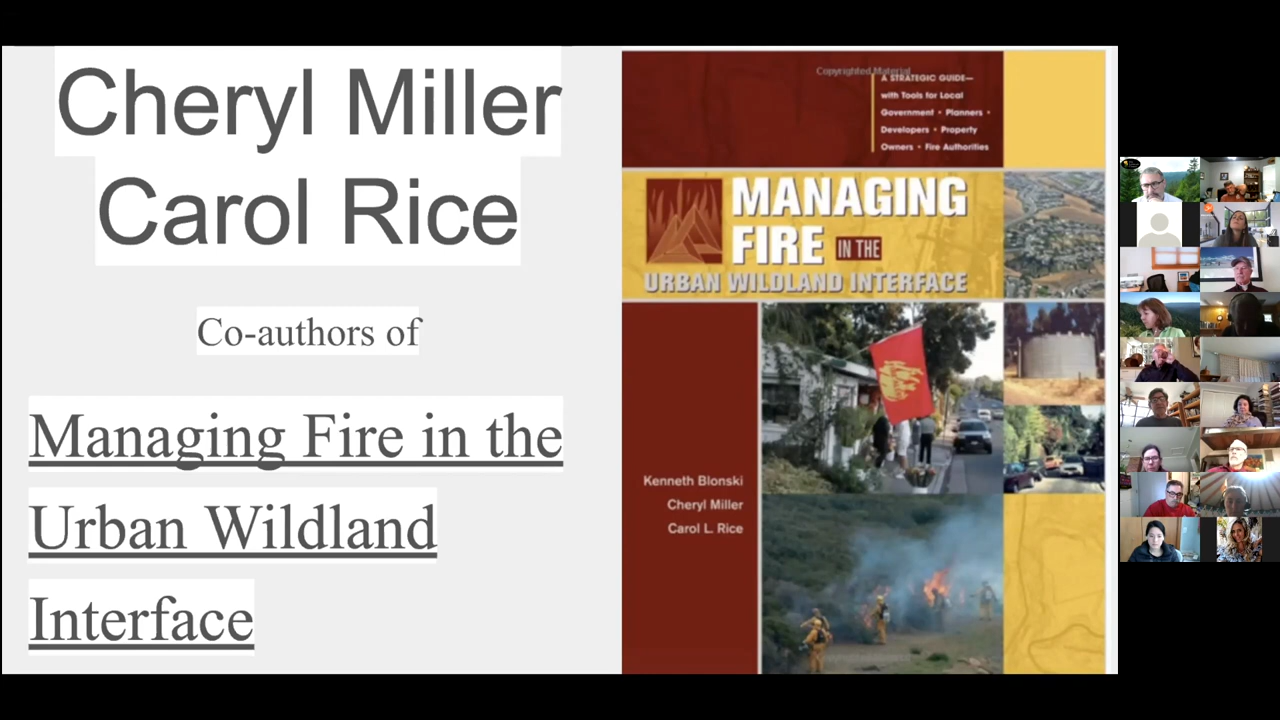 Cheryl Miller
Carol Rice
Co-authors of
Managing Fire in the
Urban Wildland
Interface
Copyrighted Material
A STRATEGIC GUIDE—
with Tools for Local
Government • Planners •
Developers • Property
Owners • Fire Authorities
MANAGING
FIRE IN THE
URBAN WILDLAND INTERFACE
Kenneth Blonski
Cheryl Miller
Carol L. Rice